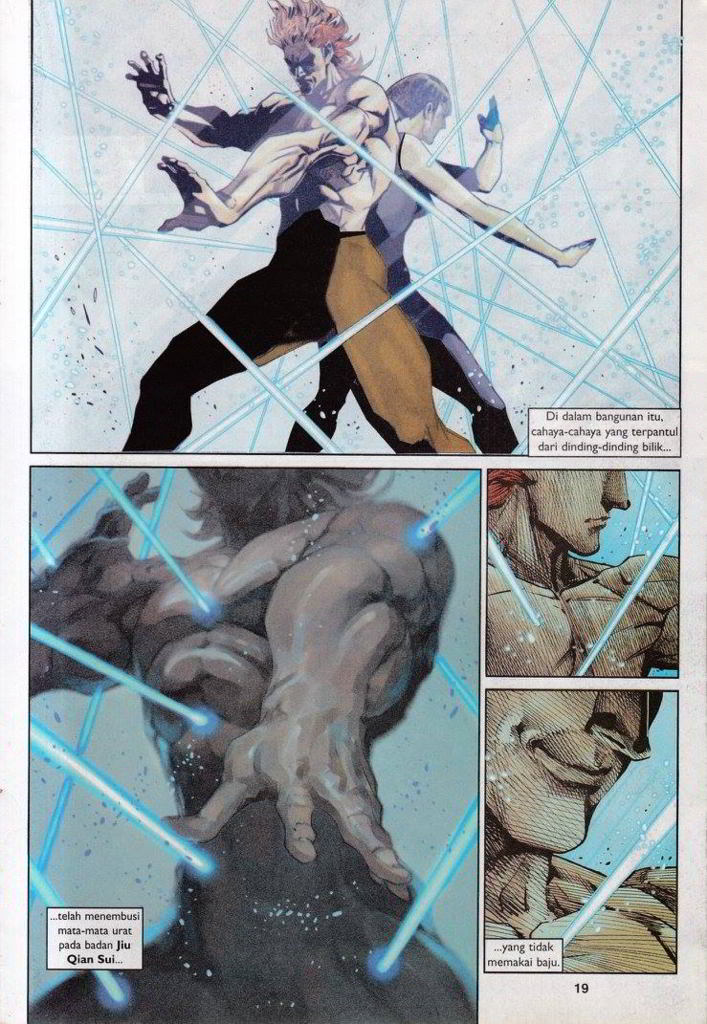 Di dalam bangunan itu,
cahaya-cahaya yang terpantul
dari dinding-dinding bilik...
...telah menembusi
mata-mata urat
pada badan Jiu
Qian Sui...
...yang tidak
memakai baju.
19